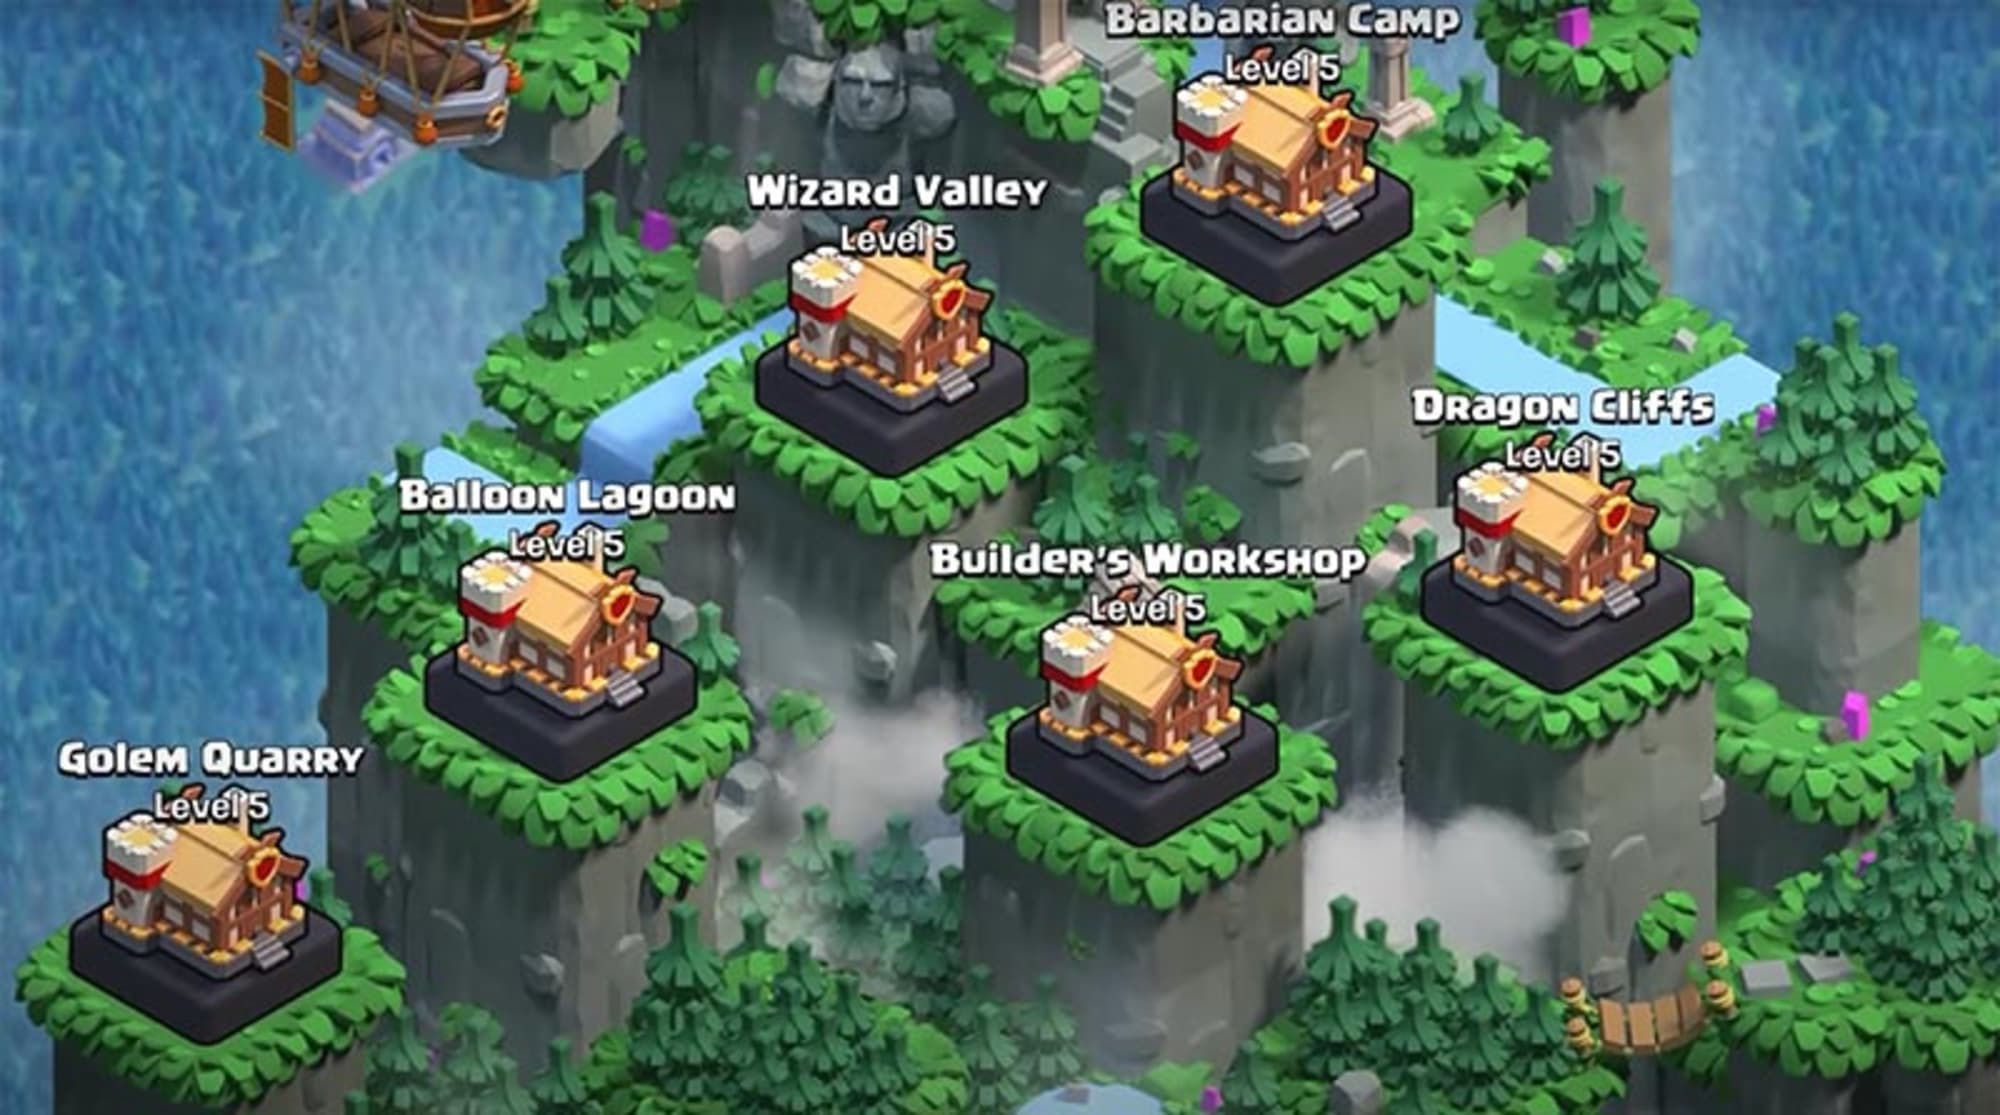 Barbarian Camp
Level 5
Wizard Valley
Level 5
Dragon Cliffs
Level 5
Balloon Lagoon
Level 5
Builder's Workshop
Level 5
Golem Quarry
Level 5